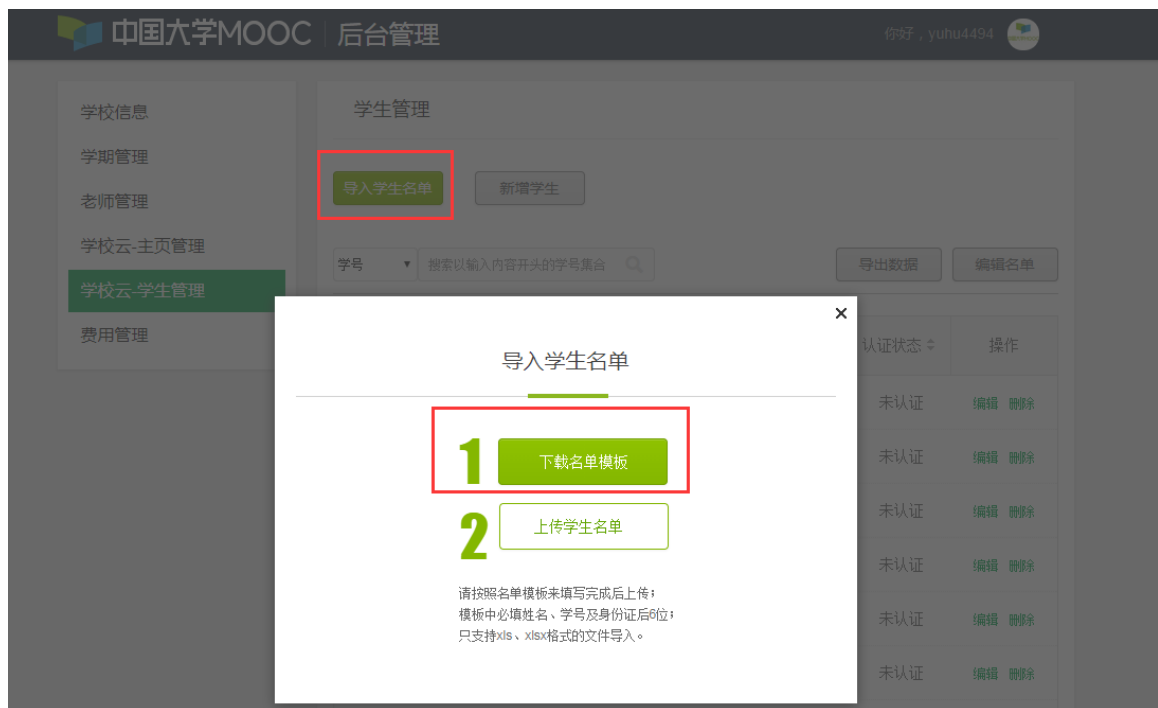 中国大学MOOC 后台管理 你好，yuhu4494
学校信息
学期管理
老师管理
学校云-主页管理
学校云-学生管理
费用管理
学生管理
导入学生名单 新增学生
学号 搜索以输入内容开头的学号集合 导出数据 编辑名单
认证状态 操作
未认证 编辑 删除
未认证 编辑 删除
未认证 编辑 删除
未认证 编辑 删除
未认证 编辑 删除
未认证 编辑 删除
导入学生名单
1 下载名单模板
2 上传学生名单
请按照名单模板来填写完成后上传；
模板中必填姓名、学号及身份证后6位；
只支持xls、xlsx格式的文件导入。